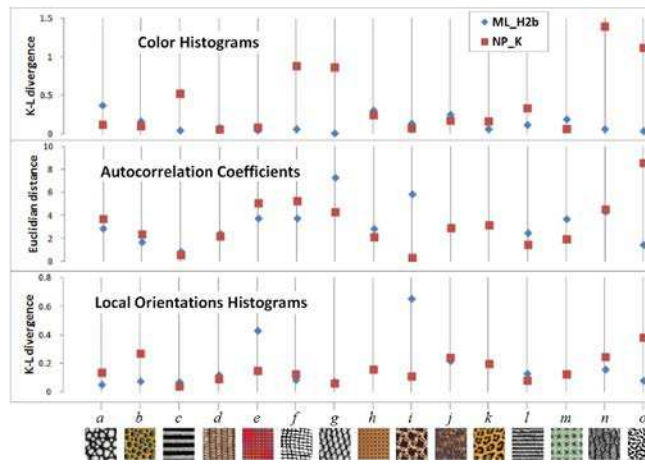 1.5
Color Histograms
ML_H2b
NP_K
1
0.5
0
K-L divergence
10
Autocorrelation Coefficients
8
6
4
2
0
Euclidian distance
0.8
Local Orientations Histograms
0.6
0.4
0.2
0
K-L divergence
a b c d e f g h i j k l m n o